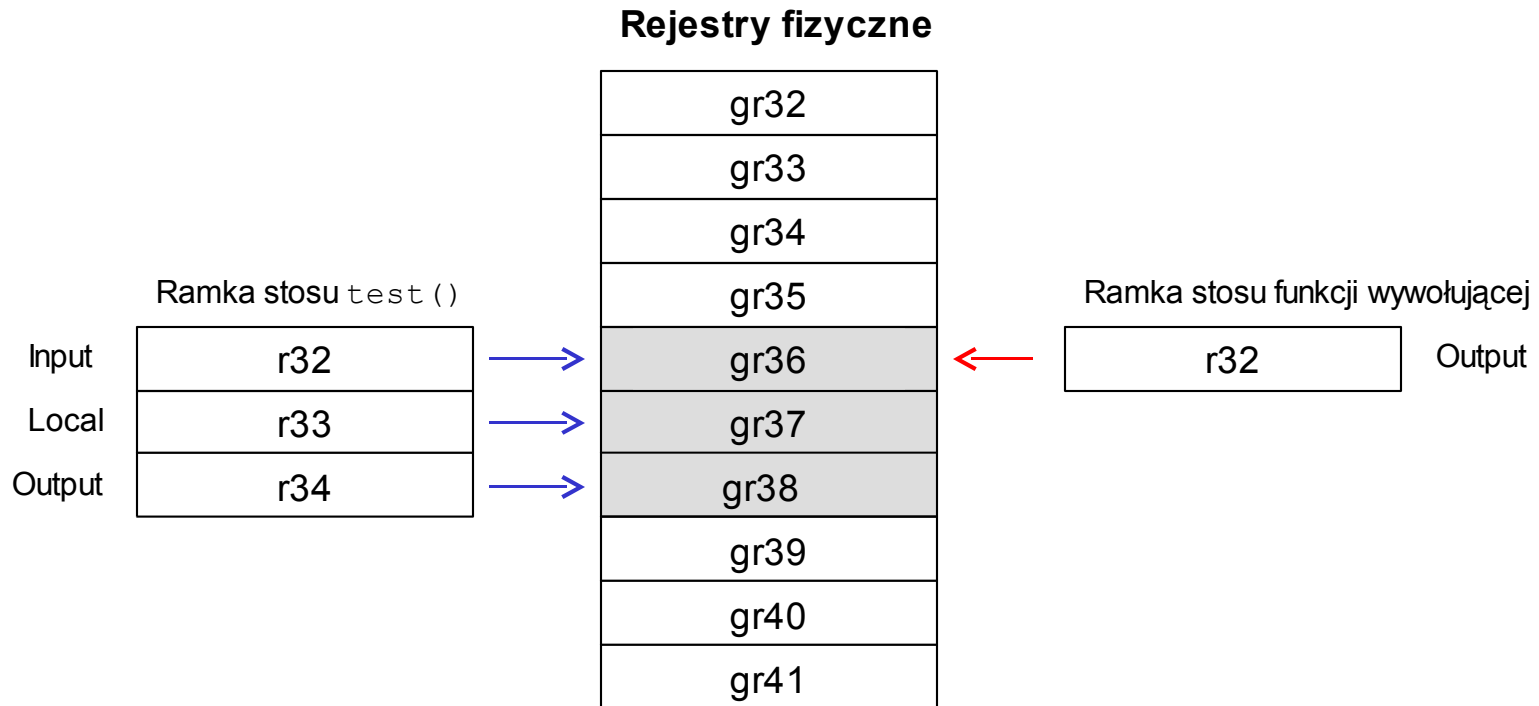 Rejestry fizyczne
gr32
gr33
gr34
gr35
Ramka stosu test()
Ramka stosu funkcji wywołującej
Input
r32
gr36
r32
Output
Local
r33
gr37
Output
r34
gr38
gr39
gr40
gr41